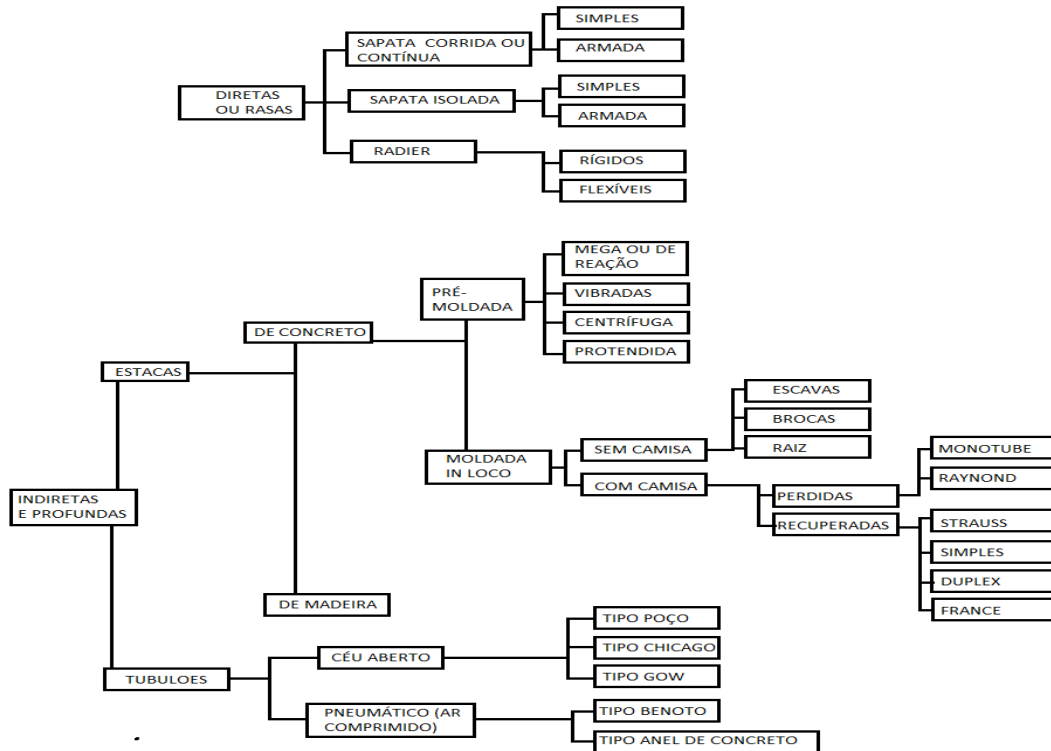 SIMPLES
SAPATA CORRIDA OU
CONTÍNUA
ARMADA
DIRETAS
OU RASAS
SAPATA ISOLADA
SIMPLES
ARMADA
RADIER
RÍGIDOS
FLEXÍVEIS
MEGA OU DE
REAÇÃO
PRÉ-
MOLDADA
VIBRADAS
CENTRÍFUGA
PROTENDIDA
DE CONCRETO
ESTACAS
ESCAVAS
BROCAS
RAIZ
SEM CAMISA
MOLDADA
IN LOCO
COM CAMISA
MONOTUBE
RAYNOND
PERDIDAS
RECUPERADAS
STRAUSS
SIMPLES
DUPLEX
FRANCE
INDIRETAS
E PROFUNDAS
DE MADEIRA
TUBULOES
CÉU ABERTO
TIPO POÇO
TIPO CHICAGO
TIPO GOW
PNEUMÁTICO (AR
COMPRIMIDO)
TIPO BENOTO
TIPO ANEL DE CONCRETO